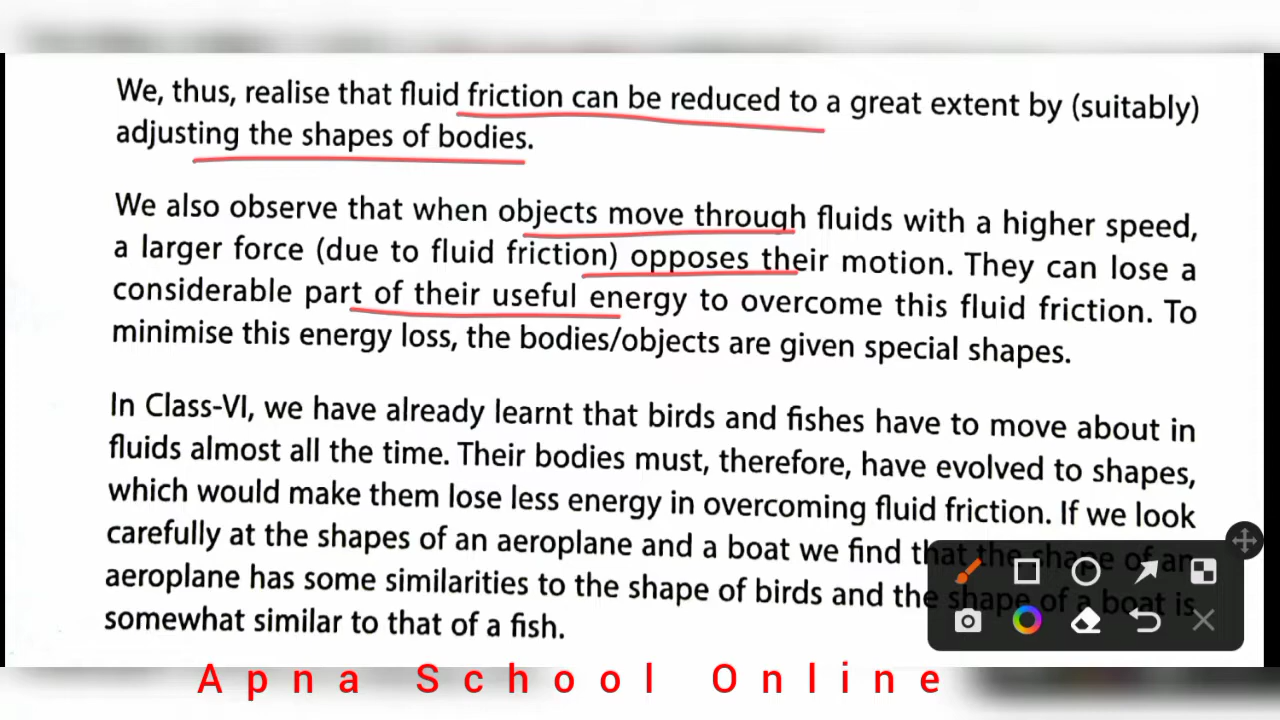 We, thus, realise that fluid friction can be reduced to a great extent by (suitably)
adjusting the shapes of bodies.
We also observe that when objects move through fluids with a higher speed,
a larger force (due to fluid friction) opposes their motion. They can lose a
considerable part of their useful energy to overcome this fluid friction. To
minimise this energy loss, the bodies/objects are given special shapes.
In Class-VI, we have already learnt that birds and fishes have to move about in
fluids almost all the time. Their bodies must, therefore, have evolved to shapes,
which would make them lose less energy in overcoming fluid friction. If we look
carefully at the shapes of an aeroplane and a boat we find that the shape of an
aeroplane has some similarities to the shape of birds and the shape of a boat is
somewhat similar to that of a fish.
Apna School Online